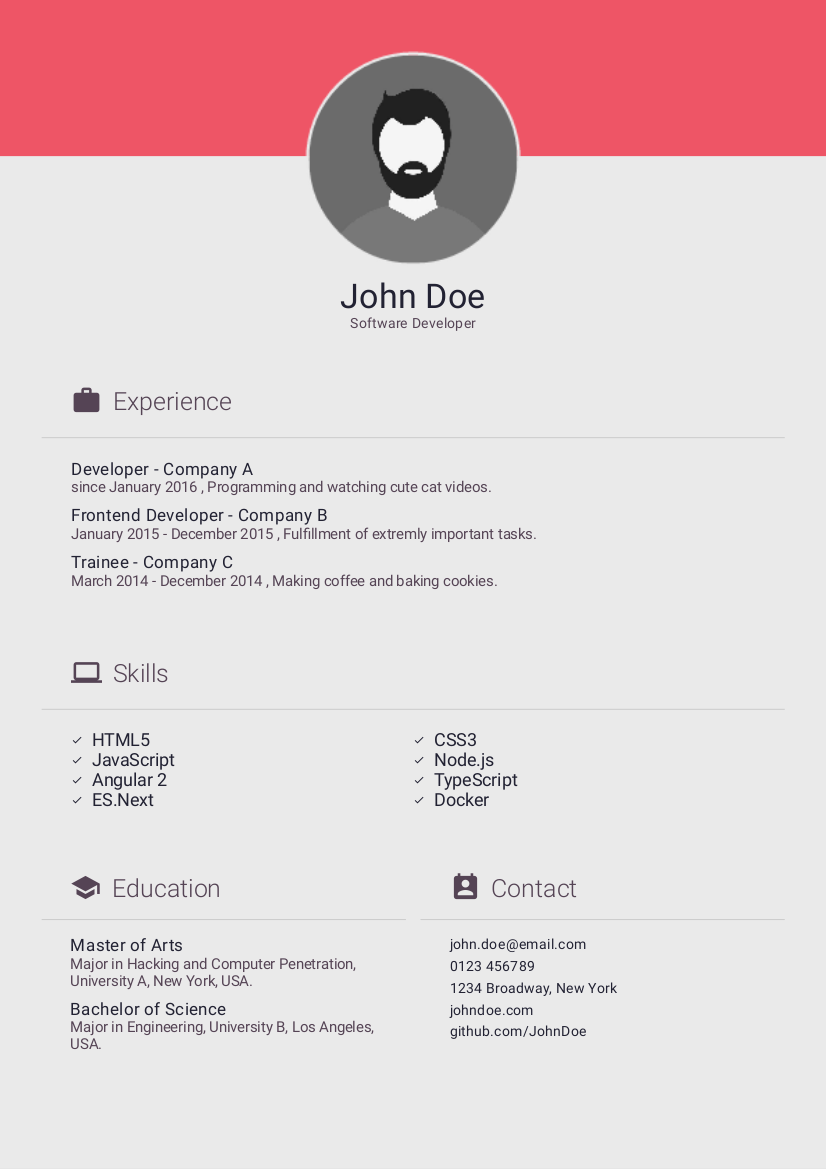 John Doe
Software Developer
Experience
Developer - Company A
since January 2016 , Programming and watching cute cat videos.
Frontend Developer - Company B
January 2015 - December 2015 , Fulfillment of extremly important tasks.
Trainee - Company C
March 2014 - December 2014 , Making coffee and baking cookies.
Skills
HTML5
JavaScript
Angular 2
ES.Next
CSS3
Node.js
TypeScript
Docker
Education
Master of Arts
Major in Hacking and Computer Penetration,
University A, New York, USA.
Bachelor of Science
Major in Engineering, University B, Los Angeles,
USA.
Contact
john.doe@email.com
0123 456789
1234 Broadway, New York
johndoe.com
github.com/JohnDoe